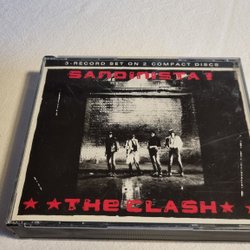 3-RECORD SET ON 2 COMPACT DISCS
SANDINISTA!
THE CLASH